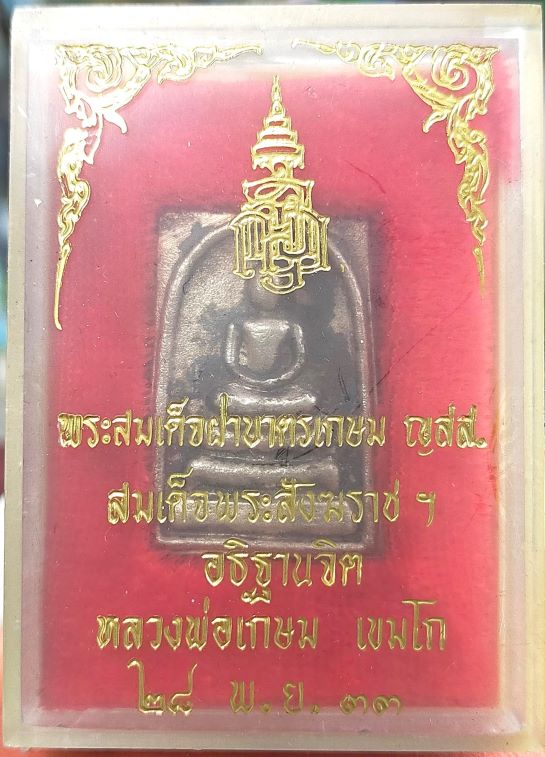 พระสมเด็จฝาบาตรเกษม ญสส.
สมเด็จพระสังฆราช ฯ
อธิฐานจิต
หลวงพ่อเกษม เขมโก
๒๘ พ.ย. ๓๓